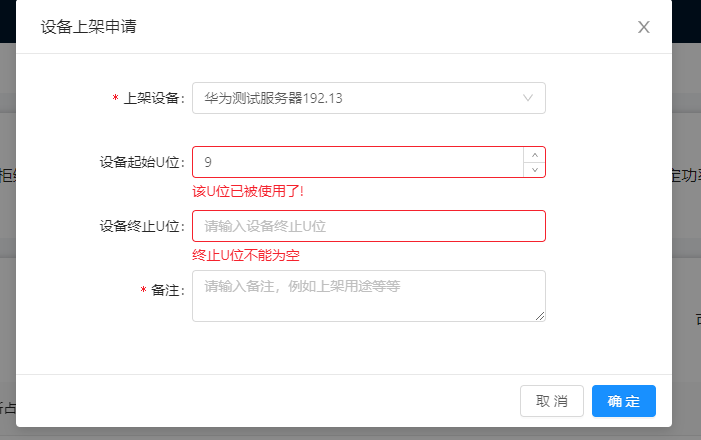 设备上架申请
* 上架设备: 华为测试服务器192.13
设备起始U位: 9
该U位已被使用了!
设备终止U位: 请输入设备终止U位
终止U位不能为空
* 备注: 请输入备注，例如上架用途等等
取 消 确 定
定功
占